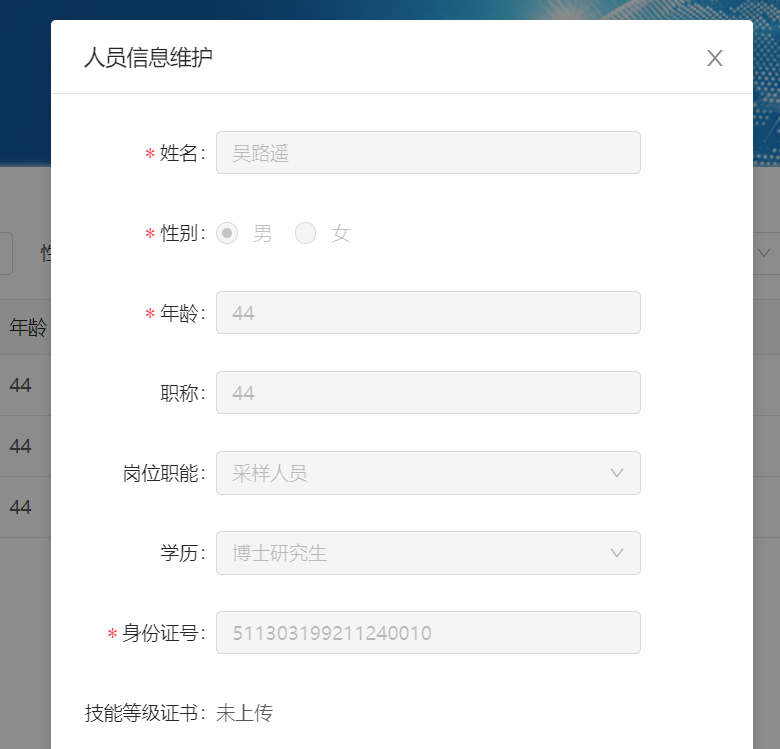 人员信息维护
* 姓名: 吴路遥
* 性别: 男 女
性
* 年龄: 44
年龄
职称: 44
44
44
岗位职能: 采样人员
44
学历: 博士研究生
* 身份证号: 511303199211240010
技能等级证书: 未上传